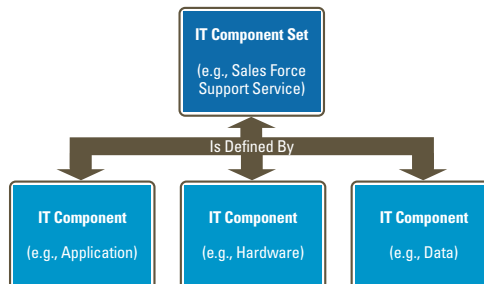 IT Component Set
(e.g., Sales Force
Support Service)
Is Defined By
IT Component
(e.g., Application)
IT Component
(e.g., Hardware)
IT Component
(e.g., Data)